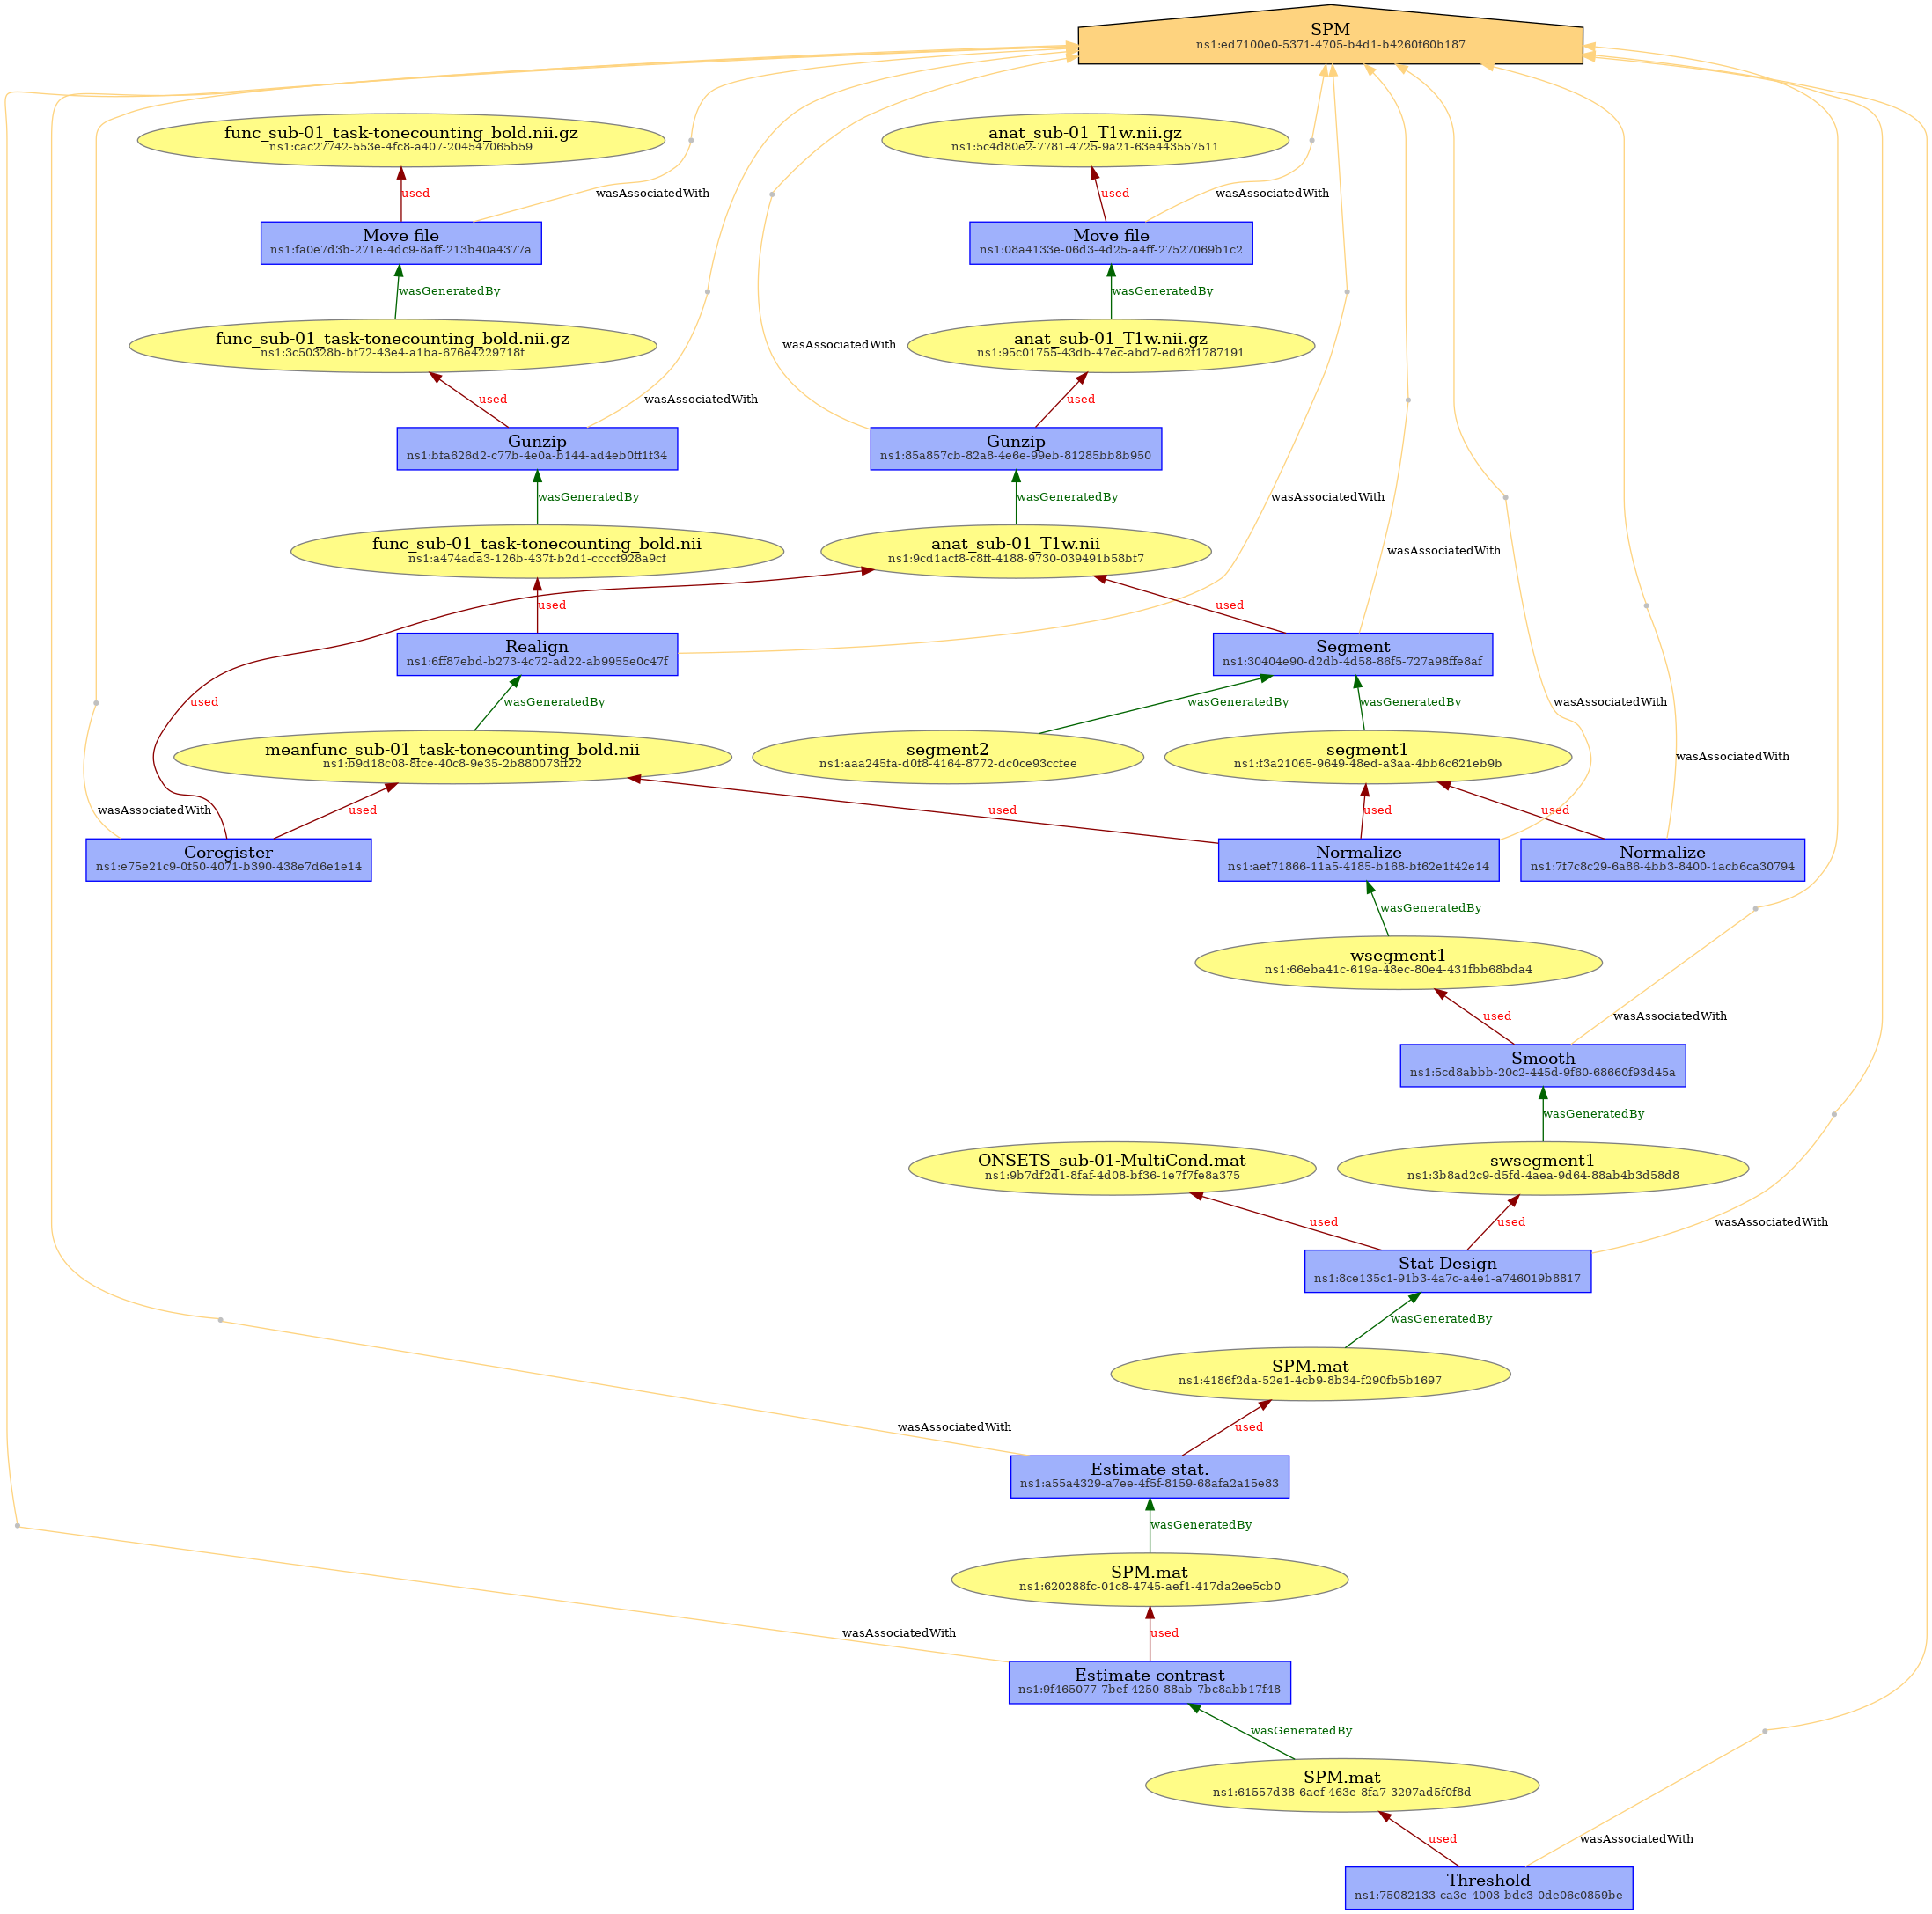 SPM
ns1:ed7100e0-5371-4705-b4d1-b4260f60b187
func_sub-01_task-tonecounting_bold.nii.gz
ns1:cac27742-553e-4fc8-a407-204547065b59
anat_sub-01_T1w.nii.gz
ns1:5c4d80e2-7781-4725-9a21-63e443557511
used
wasAssociatedWith
used
wasAssociatedWith
Move file
ns1:fa0e7d3b-271e-4dc9-8aff-213b40a4377a
Move file
ns1:08a4133e-06d3-4d25-a4ff-27527069b1c2
wasGeneratedBy
wasGeneratedBy
func_sub-01_task-tonecounting_bold.nii.gz
ns1:3c50328b-bf72-43e4-a1ba-676e4229718f
wasAssociatedWith
anat_sub-01_T1w.nii.gz
ns1:95c01755-43db-47ec-abd7-ed62f1787191
used
wasAssociatedWith
used
Gunzip
ns1:bfa626d2-c77b-4e0a-b144-ad4eb0ff1f34
Gunzip
ns1:85a857cb-82a8-4e6e-99eb-81285bb8b950
wasGeneratedBy
wasGeneratedBy
wasAssociatedWith
func_sub-01_task-tonecounting_bold.nii
ns1:a474ada3-126b-437f-b2d1-ccccf928a9cf
anat_sub-01_T1w.nii
ns1:9cd1acf8-c8ff-4188-9730-039491b58bf7
wasAssociatedWith
used
used
Realign
ns1:6ff87ebd-b273-4c72-ad22-ab9955e0c47f
Segment
ns1:30404e90-d2db-4d58-86f5-727a98ffe8af
used
wasGeneratedBy
wasGeneratedBy
wasGeneratedBy
wasAssociatedWith
meanfunc_sub-01_task-tonecounting_bold.nii
ns1:b9d18c08-8fce-40c8-9e35-2b880073ff22
segment2
ns1:aaa245fa-d0f8-4164-8772-dc0ce93ccfee
segment1
ns1:f3a21065-9649-48ed-a3aa-4bb6c621eb9b
wasAssociatedWith
wasAssociatedWith
used
used
used
used
Coregister
ns1:e75e21c9-0f50-4071-b390-438e7d6e1e14
Normalize
ns1:aef71866-11a5-4185-b168-bf62e1f42e14
Normalize
ns1:7f7c8c29-6a86-4bb3-8400-1acb6ca30794
wasGeneratedBy
wsegment1
ns1:66eba41c-619a-48ec-80e4-431fbb68bda4
used
wasAssociatedWith
Smooth
ns1:5cd8abbb-20c2-445d-9f60-68660f93d45a
wasGeneratedBy
ONSETS_sub-01-MultiCond.mat
ns1:9b7df2d1-8faf-4d08-bf36-1e7f7fe8a375
swsegment1
ns1:3b8ad2c9-d5fd-4aea-9d64-88ab4b3d58d8
used
used
wasAssociatedWith
Stat Design
ns1:8ce135c1-91b3-4a7c-a4e1-a746019b8817
wasGeneratedBy
SPM.mat
ns1:4186f2da-52e1-4cb9-8b34-f290fb5b1697
wasAssociatedWith
used
Estimate stat.
ns1:a55a4329-a7ee-4f5f-8159-68afa2a15e83
wasGeneratedBy
SPM.mat
ns1:620288fc-01c8-4745-aef1-417da2ee5cb0
wasAssociatedWith
used
Estimate contrast
ns1:9f465077-7bef-4250-88ab-7bc8abb17f48
wasGeneratedBy
SPM.mat
ns1:61557d38-6aef-463e-8fa7-3297ad5f0f8d
used
wasAssociatedWith
Threshold
ns1:75082133-ca3e-4003-bdc3-0de06c0859be